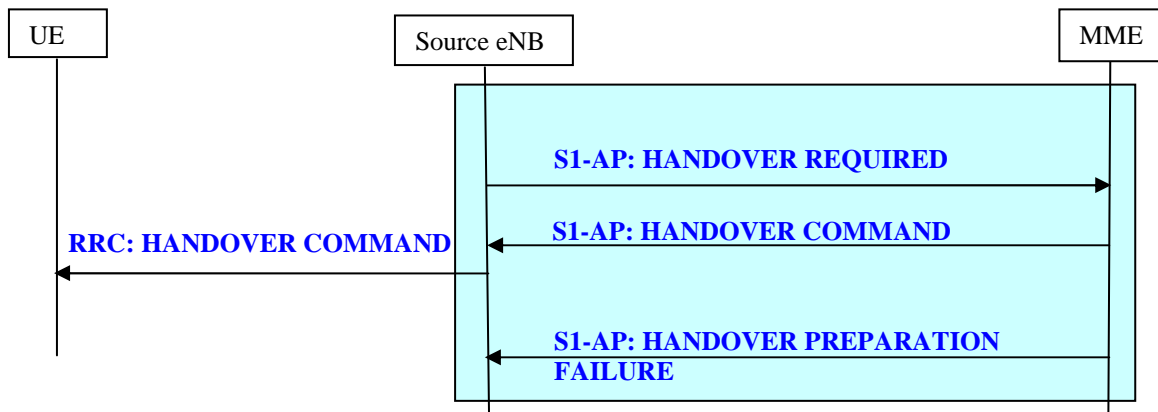 UE
Source eNB
MME
S1-AP: HANDOVER REQUIRED
S1-AP: HANDOVER COMMAND
RRC: HANDOVER COMMAND
S1-AP: HANDOVER PREPARATION
FAILURE